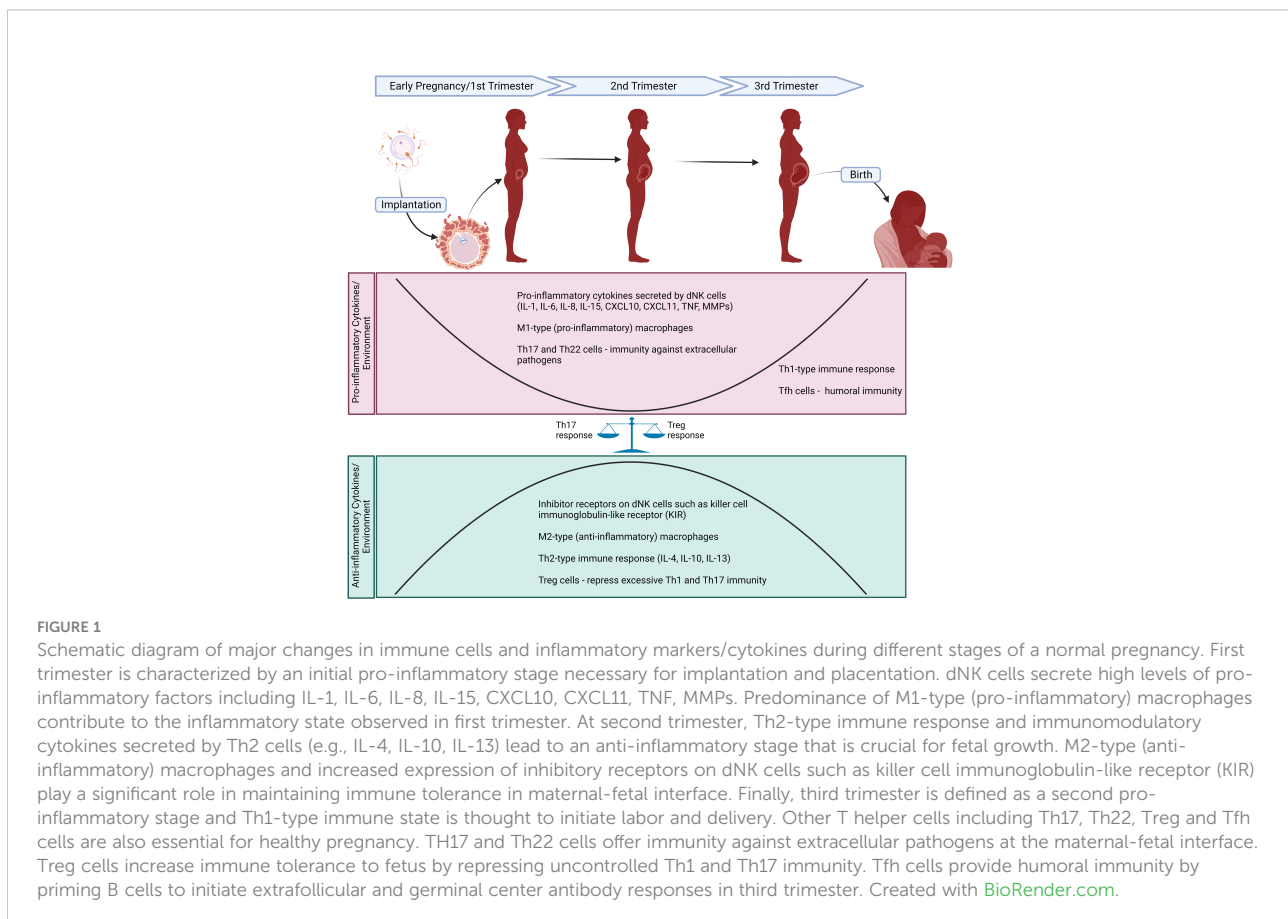 Early Pregnancy/1st Trimester
2nd Trimester
3rd Trimester
Implantation
Birth
Pro-inflammatory Cytokines/
Environment
Pro-inflammatory cytokines secreted by dNK cells
(IL-1, IL-6, IL-8, IL-15, CXCL10, CXCL11, TNF, MMPs)
M1-type (pro-inflammatory) macrophages
Th17 and Th22 cells - immunity against extracellular
pathogens
Th1-type immune response
Tfh cells - humoral immunity
Th17
response
Treg
response
Anti-inflammatory Cytokines/
Environment
Inhibitor receptors on dNK cells such as killer cell
immunoglobulin-like receptor (KIR)
M2-type (anti-inflammatory) macrophages
Th2-type immune response (IL-4, IL-10, IL-13)
Treg cells - repress excessive Th1 and Th17 immunity
FIGURE 1
Schematic diagram of major changes in immune cells and inflammatory markers/cytokines during different stages of a normal pregnancy. First
trimester is characterized by an initial pro-inflammatory stage necessary for implantation and placentation. dNK cells secrete high levels of pro-
inflammatory factors including IL-1, IL-6, IL-8, IL-15, CXCL10, CXCL11, TNF, MMPs. Predominance of M1-type (pro-inflammatory) macrophages
contribute to the inflammatory state observed in first trimester. At second trimester, Th2-type immune response and immunomodulatory
cytokines secreted by Th2 cells (e.g., IL-4, IL-10, IL-13) lead to an anti-inflammatory stage that is crucial for fetal growth. M2-type (anti-
inflammatory) macrophages and increased expression of inhibitory receptors on dNK cells such as killer cell immunoglobulin-like receptor (KIR)
play a significant role in maintaining immune tolerance in maternal-fetal interface. Finally, third trimester is defined as a second pro-
inflammatory stage and Th1-type immune state is thought to initiate labor and delivery. Other T helper cells including Th17, Th22, Treg and Tfh
cells are also essential for healthy pregnancy. TH17 and Th22 cells offer immunity against extracellular pathogens at the maternal-fetal interface.
Treg cells increase immune tolerance to fetus by repressing uncontrolled Th1 and Th17 immunity. Tfh cells provide humoral immunity by
priming B cells to initiate extrafollicular and germinal center antibody responses in third trimester. Created with BioRender.com.